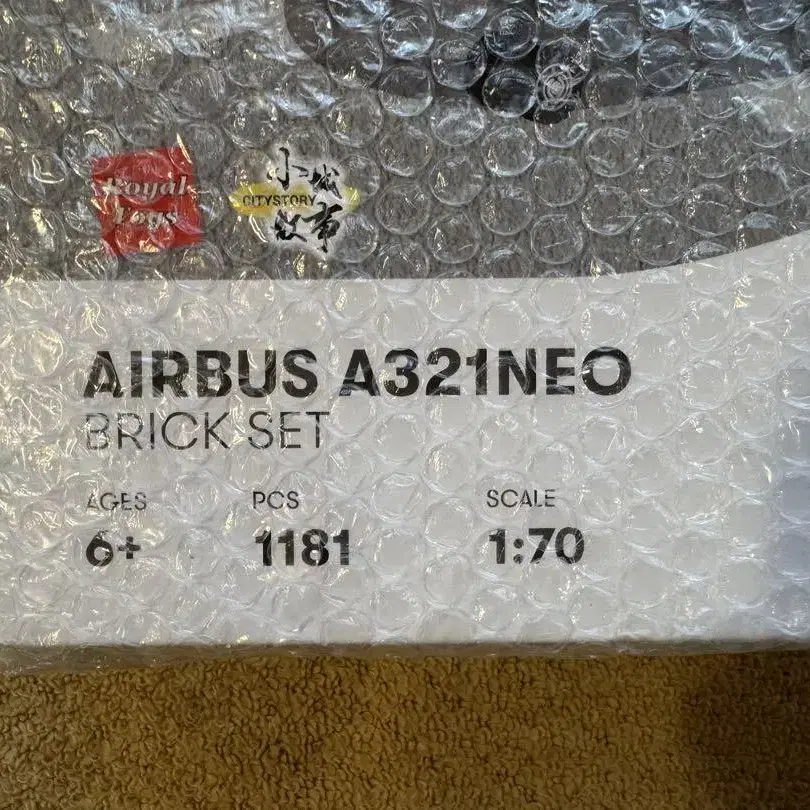 Royal
Toys
小城
CITYSTORY
故事
AIRBUS A321NEO
BRICK SET
AGES
PCS
SCALE
6+
1181
1:70